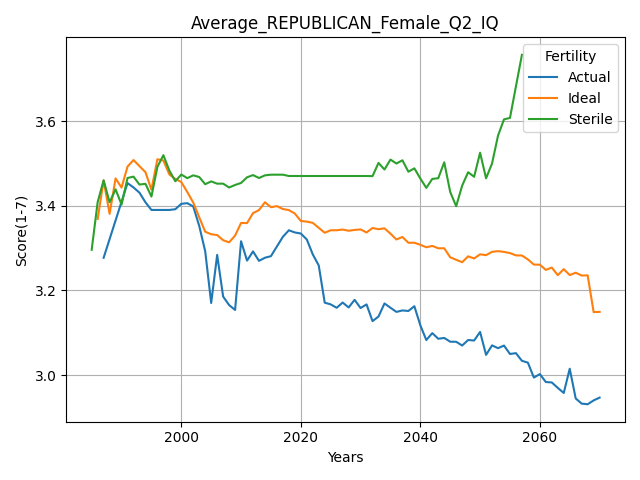 Average_REPUBLICAN_Female_Q2_IQ
Fertility
Actual
Ideal
Sterile
Score(1-7)
3.6
3.4
3.2
3.0
2000 2020 2040 2060
Years